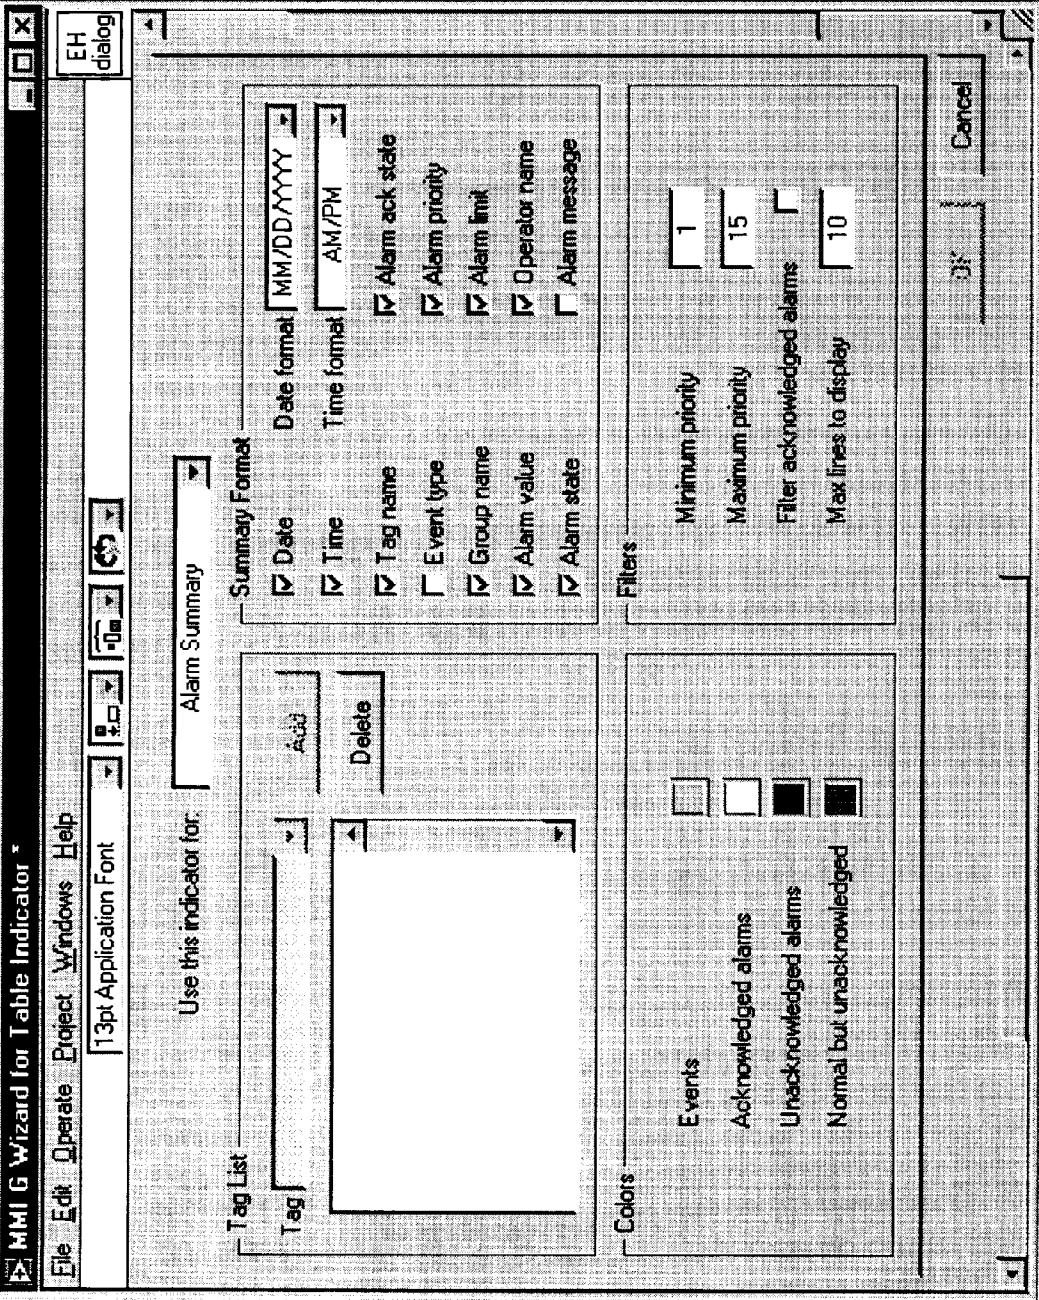 MMI G Wizard for Table Indicator *
File Edit Operate Project Windows Help
13pt Application Font
EH
dialog
Use this indicator for:
Alarm Summary
Tag List
Tag
Add
Delete
Summary Format
Date
Date format
MM/DD/YYYY
Time
Time format
AM/PM
Tag name
Alarm ack state
Event type
Alarm priority
Group name
Alarm limit
Alarm value
Operator name
Alarm state
Alarm message
Colors
Events
Acknowledged alarms
Unacknowledged alarms
Normal but unacknowledged
Filters
Minimum priority
1
Maximum priority
15
Filter acknowledged alarms
Max lines to display
10
OK
Cancel